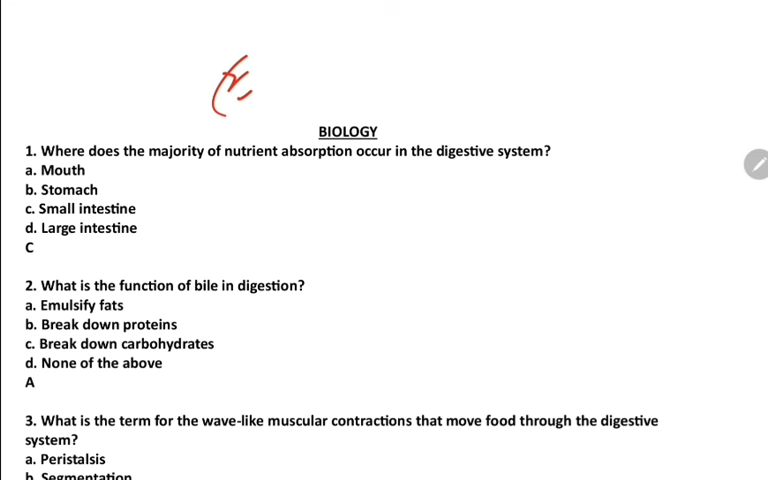 BIOLOGY
1. Where does the majority of nutrient absorption occur in the digestive system?
a. Mouth
b. Stomach
c. Small intestine
d. Large intestine
C
2. What is the function of bile in digestion?
a. Emulsify fats
b. Break down proteins
c. Break down carbohydrates
d. None of the above
A
3. What is the term for the wave-like muscular contractions that move food through the digestive
system?
a. Peristalsis
b. Segmentation